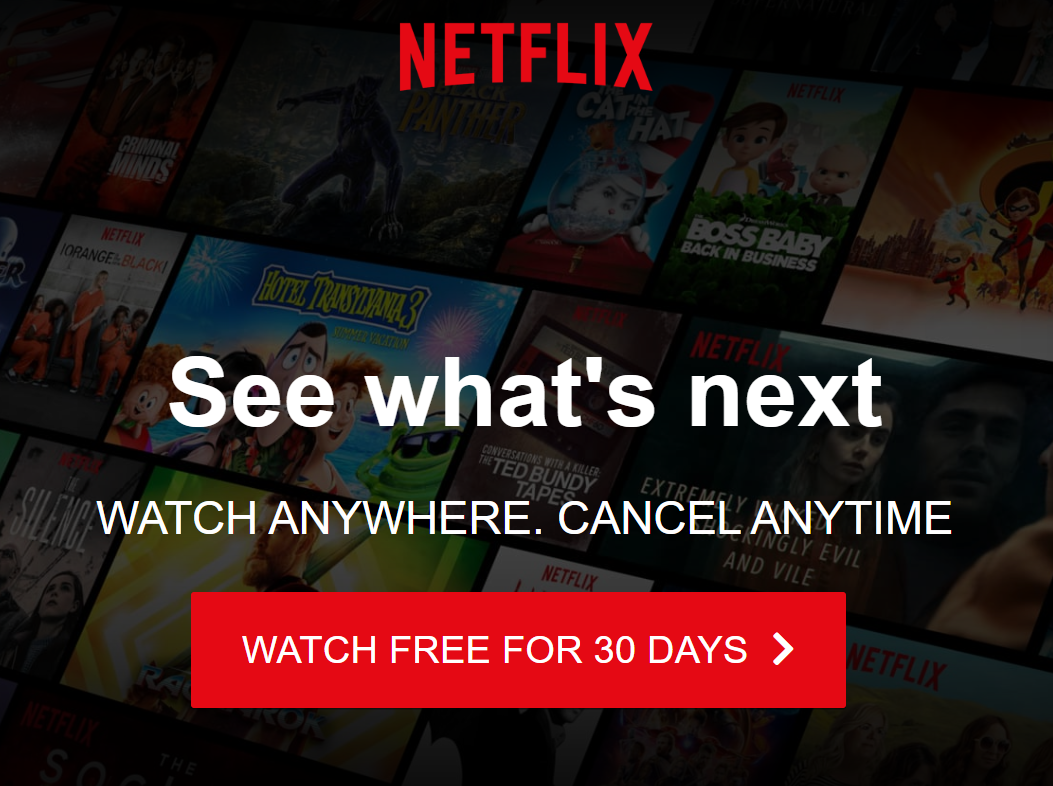 SUPERNATURAL
NETFLIX
CRIMINAL
MINDS
BLACK
PANTHER
CAT IN THE
HAT
NETFLIX
BOSS BABY
BACK IN BUSINESS
NETFLIX
ORANGE IS THE BLACK
HOTEL TRANSYLVANIA 3
SUMMER VACATION
NETFLIX
NETFLIX
See what's next
CONVERSATIONS WITH A KILLER:
THE TED BUNDY
TAPES
NETFLIX
THE
SILENCE
EXTREMELY WICKED
SHOCKINGLY EVIL
AND VILE
WATCH ANYWHERE. CANCEL ANYTIME
NETFLIX
WATCH FREE FOR 30 DAYS
NETFLIX
RAGNAROK
NETFLIX
THE